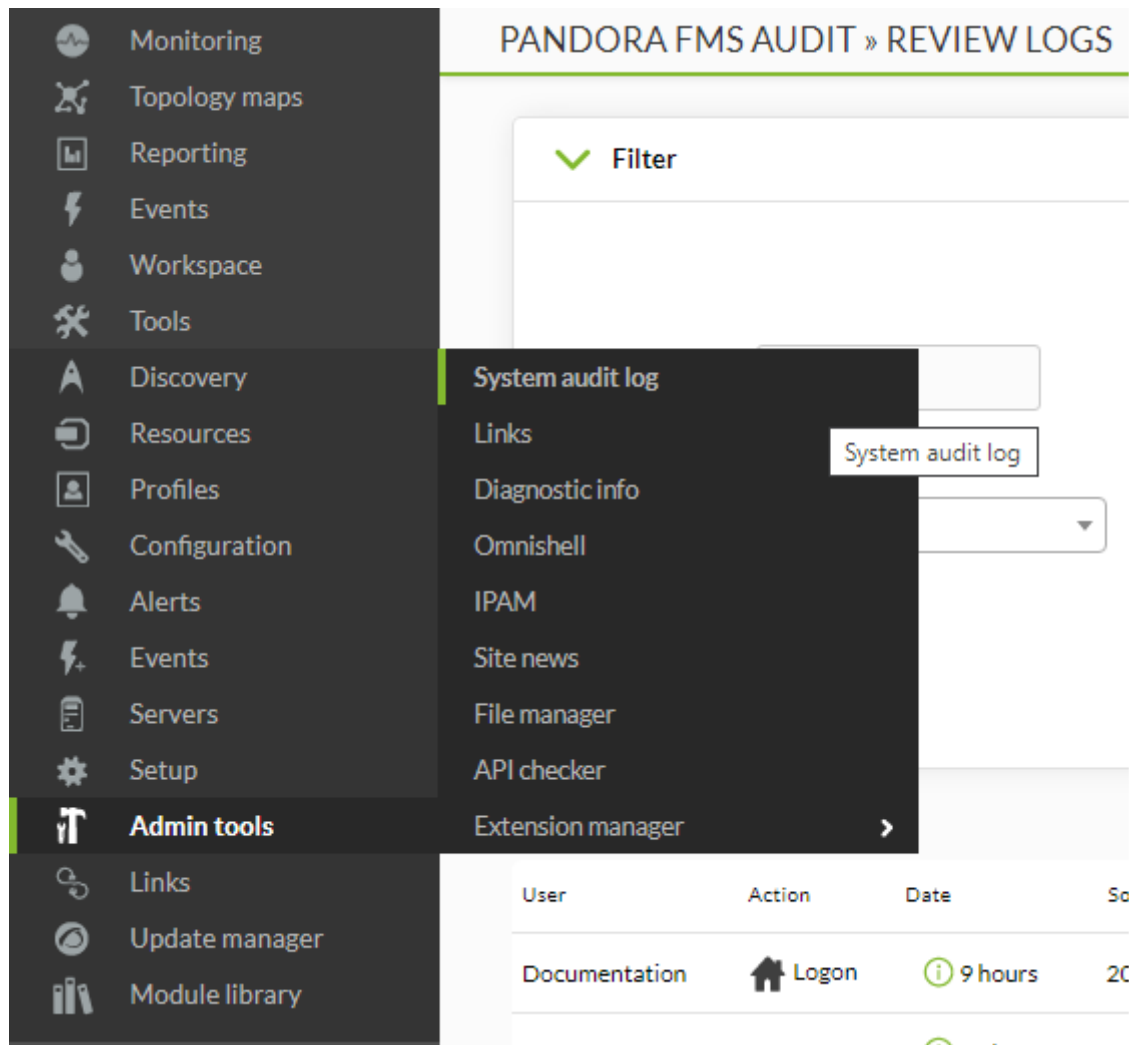 Monitoring
Topology maps
Reporting
Events
Workspace
Tools
Discovery
Resources
Profiles
Configuration
Alerts
Events
Servers
Setup
Admin tools
Links
Update manager
Module library
System audit log
Links
Diagnostic info
Omnishell
IPAM
Site news
File manager
API checker
Extension manager
PANDORA FMS AUDIT » REVIEW LOGS
Filter
System audit log
User Action Date
Documentation Logon 9 hours 20